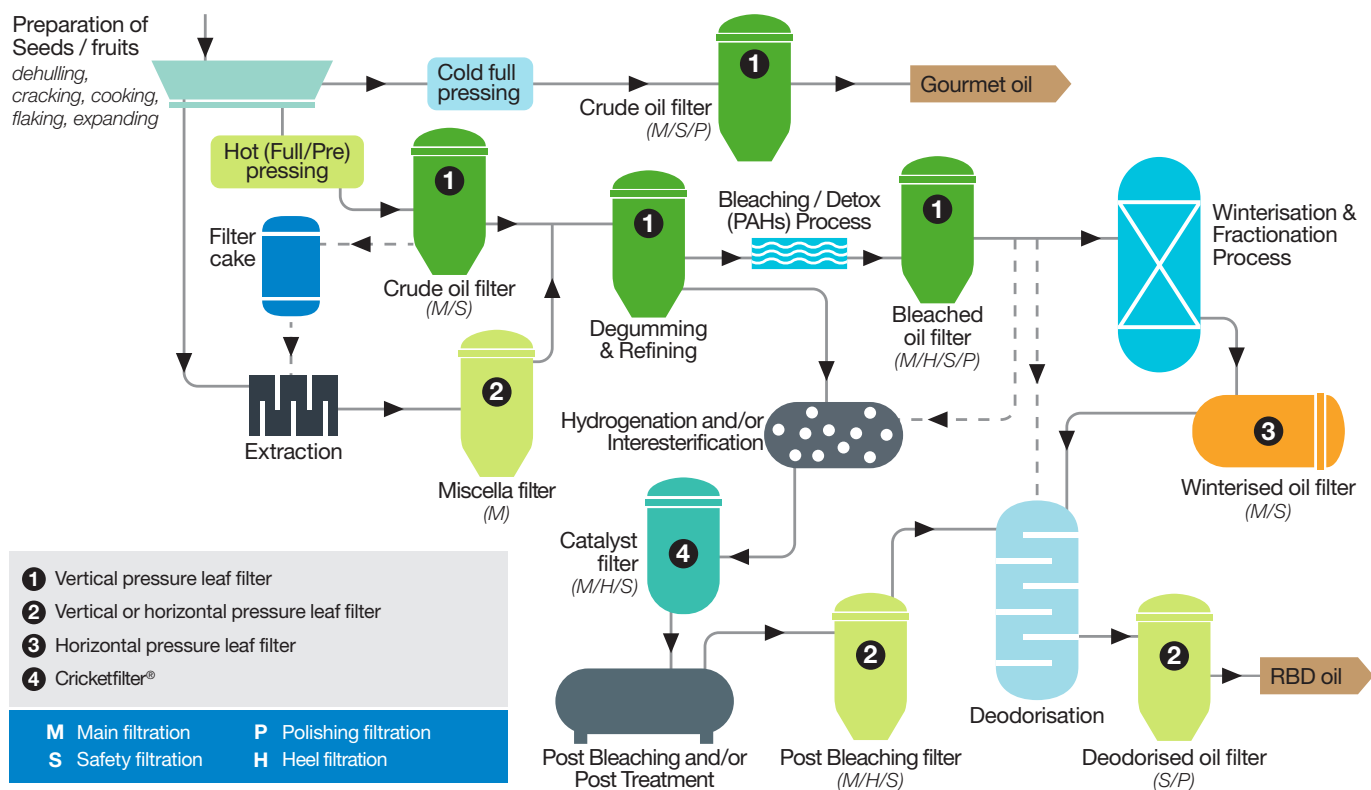 Preparation of
Seeds / fruits
dehulling,
cracking, cooking,
flaking, expanding
Cold full
pressing
1
Crude oil filter
(M/S/P)
Gourmet oil
Hot (Full/Pre)
pressing
1
Crude oil filter
(M/S)
Filter
cake
Extraction
2
Miscella filter
(M)
1
Degumming
& Refining
Bleaching / Detox
(PAHs) Process
1
Bleached
oil filter
(M/H/S/P)
Winterisation &
Fractionation
Process
3
Winterised oil filter
(M/S)
Hydrogenation and/or
Interesterification
4
Catalyst
filter
(M/H/S)
Post Bleaching and/or
Post Treatment
2
Post Bleaching filter
(M/H/S)
Deodorisation
2
Deodorised oil filter
(S/P)
RBD oil
1 Vertical pressure leaf filter
2 Vertical or horizontal pressure leaf filter
3 Horizontal pressure leaf filter
4 Cricketfilter®
M Main filtration P Polishing filtration
S Safety filtration H Heel filtration